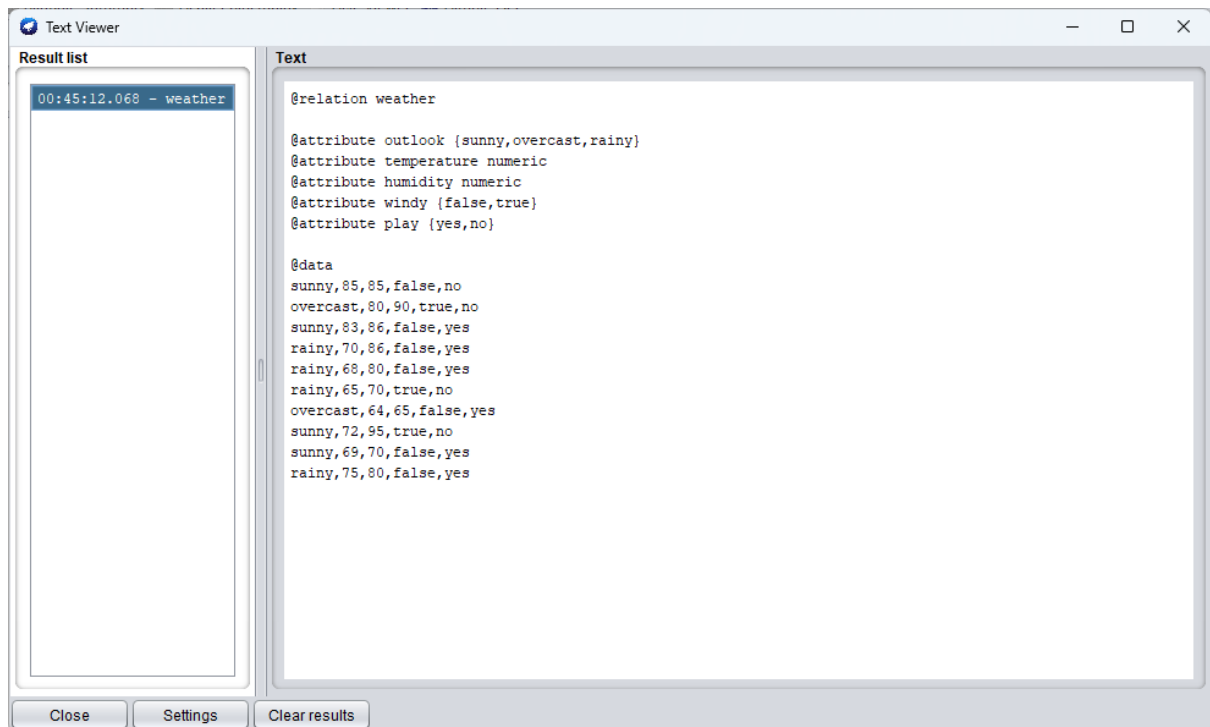 Text Viewer
Result list
00:45:12.068 - weather
Text
@relation weather
@attribute outlook {sunny,overcast,rainy}
@attribute temperature numeric
@attribute humidity numeric
@attribute windy {false,true}
@attribute play {yes,no}
@data
sunny,85,85,false,no
overcast,80,90,true,no
sunny,83,86,false,yes
rainy,70,86,false,yes
rainy,68,80,false,yes
rainy,65,70,true,no
overcast,64,65,false,yes
sunny,72,95,true,no
sunny,69,70,false,yes
rainy,75,80,false,yes
Close
Settings
Clear results